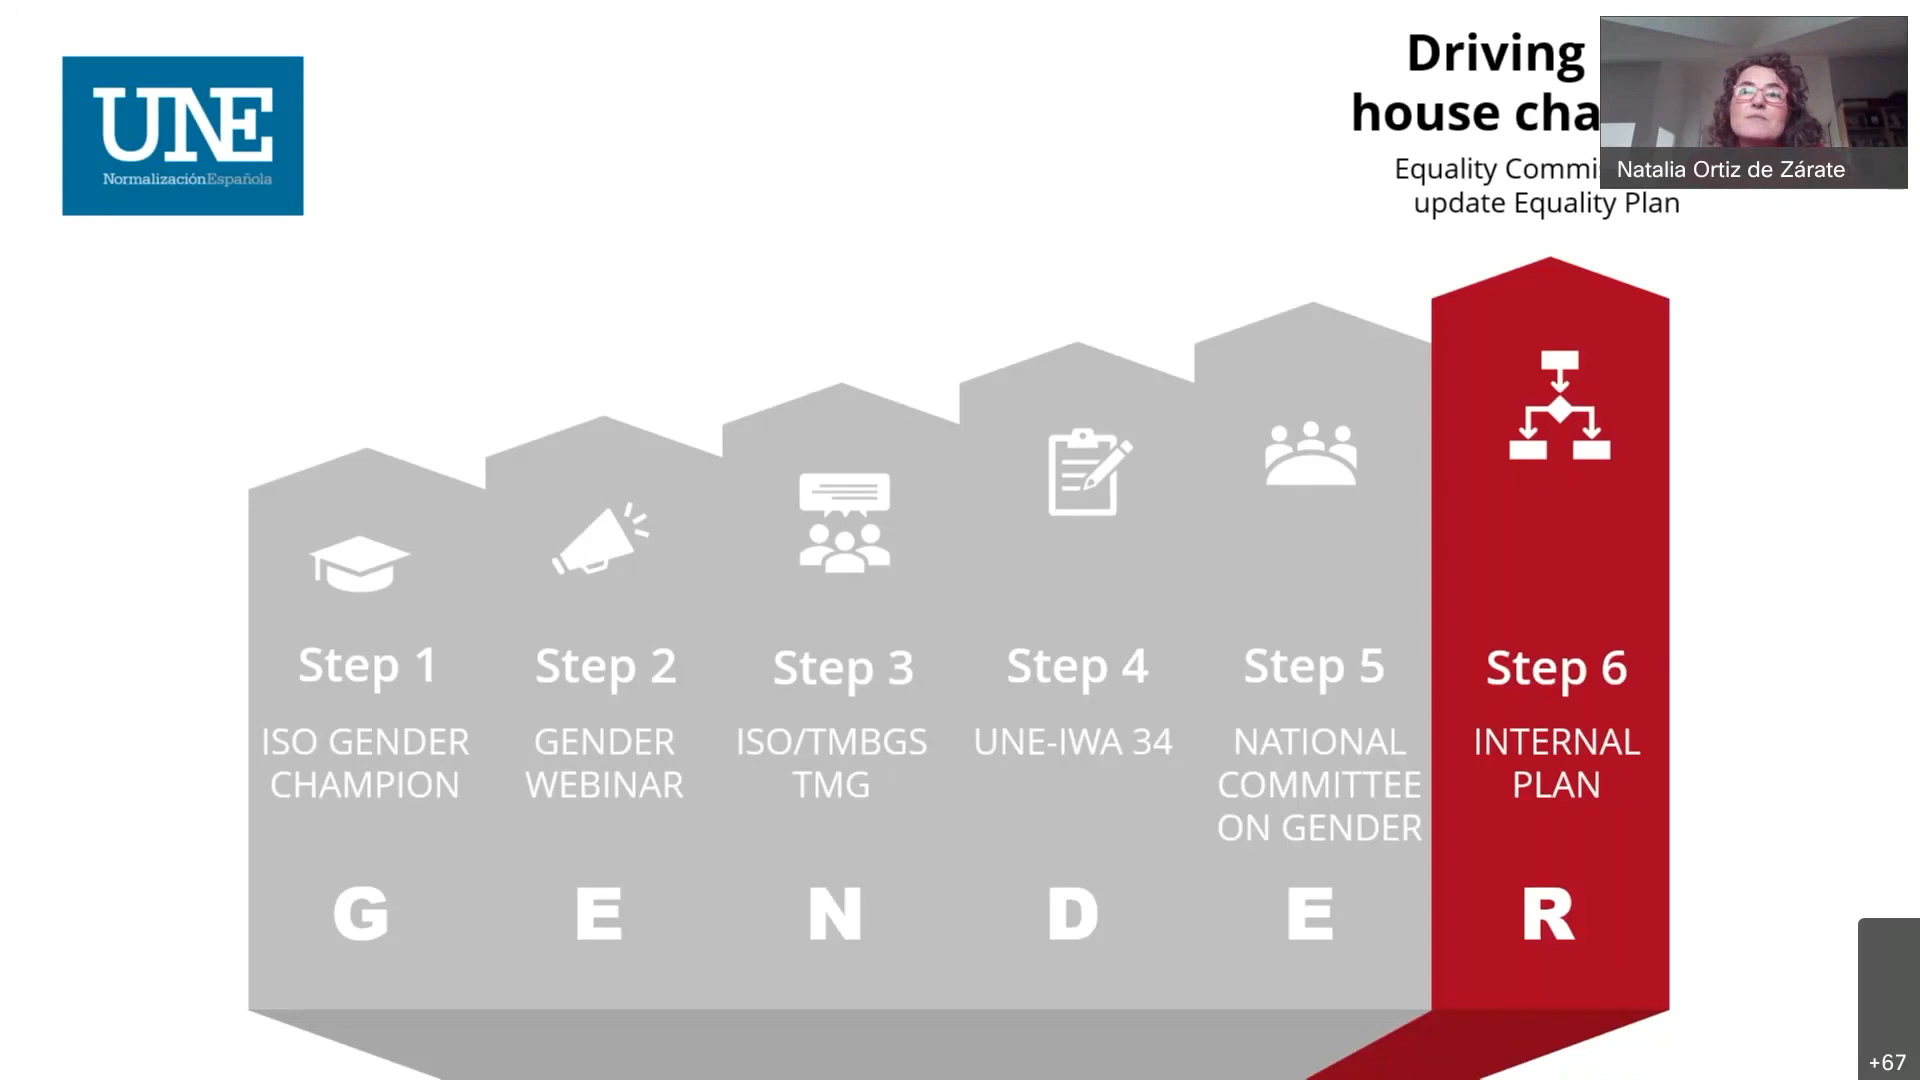 UNE
NormalizaciónEspañola
Driving
house
Equality
update Equality Plan
Natalia Ortiz de Zárate
Step 1
ISO GENDER
CHAMPION
G
Step 2
GENDER
WEBINAR
E
Step 3
ISO/TMBGS
TMG
N
Step 4
UNE-IWA 34
D
Step 5
NATIONAL
COMMITTEE
ON GENDER
E
Step 6
INTERNAL
PLAN
R
+67